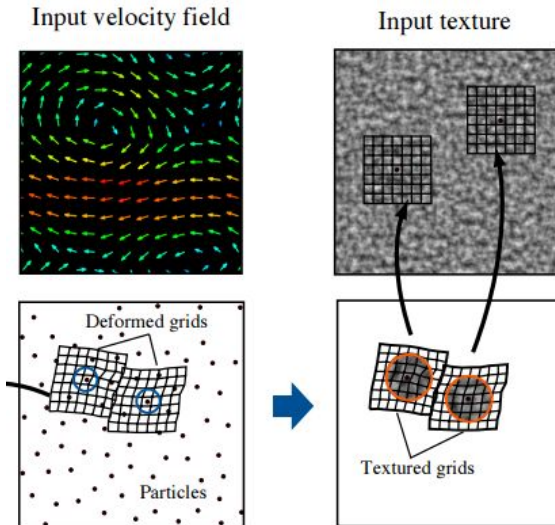 Input velocity field
Input texture
Deformed grids
Particles
Textured grids